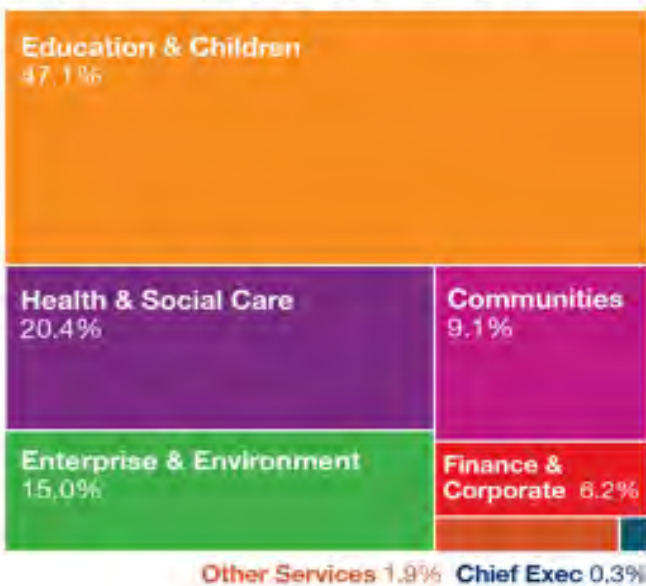 Education & Children
47.1%
Health & Social Care
20.4%
Communities
9.1%
Enterprise & Environment
15.0%
Finance &
Corporate 6.2%
Other Services 1.9% Chief Exec 0.3%